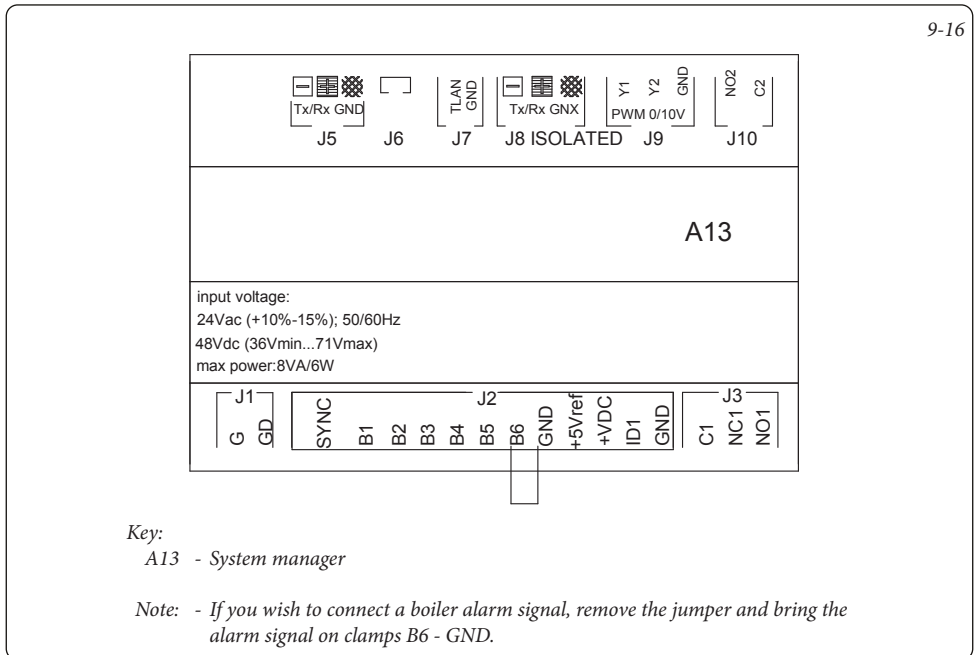 9-16
Tx/Rx GND
TLAN
GND
Tx/Rx GNX
Y1
Y2
GND
PWM 0/10V
NO2
C2
J5 J6 J7 J8 ISOLATED J9 J10
A13
input voltage:
24Vac (+10%-15%); 50/60Hz
48Vdc (36Vmin...71Vmax)
max power:8VA/6W
J1 J2 J3
G
GD
SYNC
B1
B2
B3
B4
B5
B6
GND
+5Vref
+VDC
ID1
GND
C1
NC1
NO1
Key:
A13 - System manager
Note: - If you wish to connect a boiler alarm signal, remove the jumper and bring the
alarm signal on clamps B6 - GND.